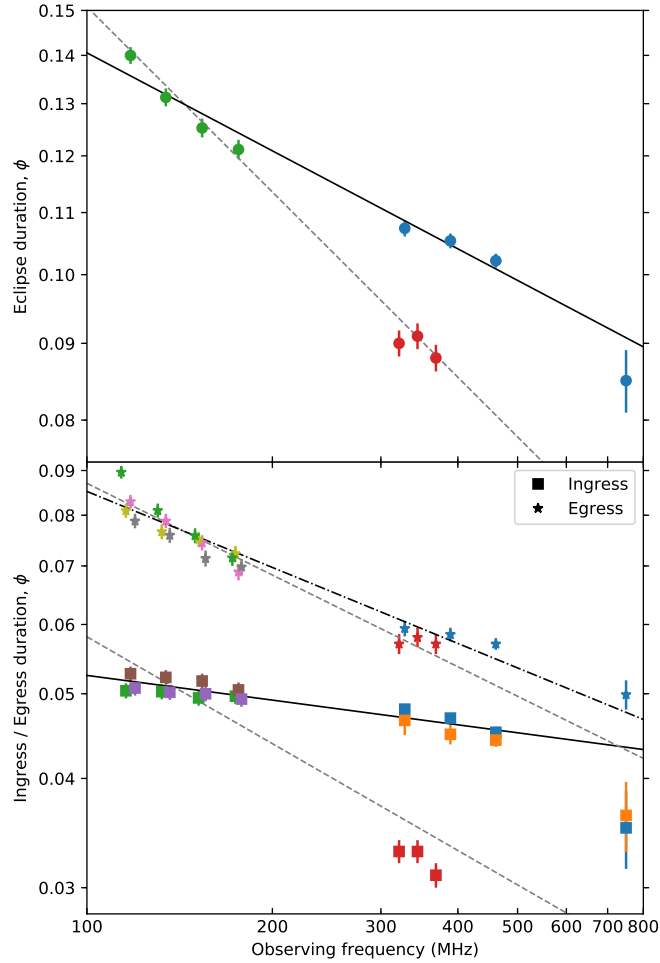 0.15
0.14
0.13
0.12
0.11
0.10
0.09
0.08
Eclipse duration, ϕ
0.09
0.08
0.07
0.06
0.05
0.04
0.03
Ingress / Egress duration, ϕ
Ingress
Egress
100 200 300 400 500 600 700 800
Observing frequency (MHz)